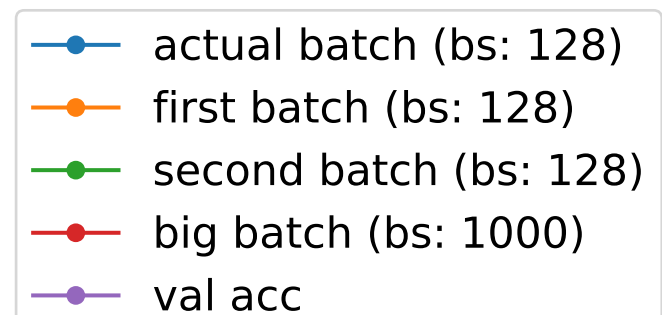 actual batch (bs: 128)
first batch (bs: 128)
second batch (bs: 128)
big batch (bs: 1000)
val acc